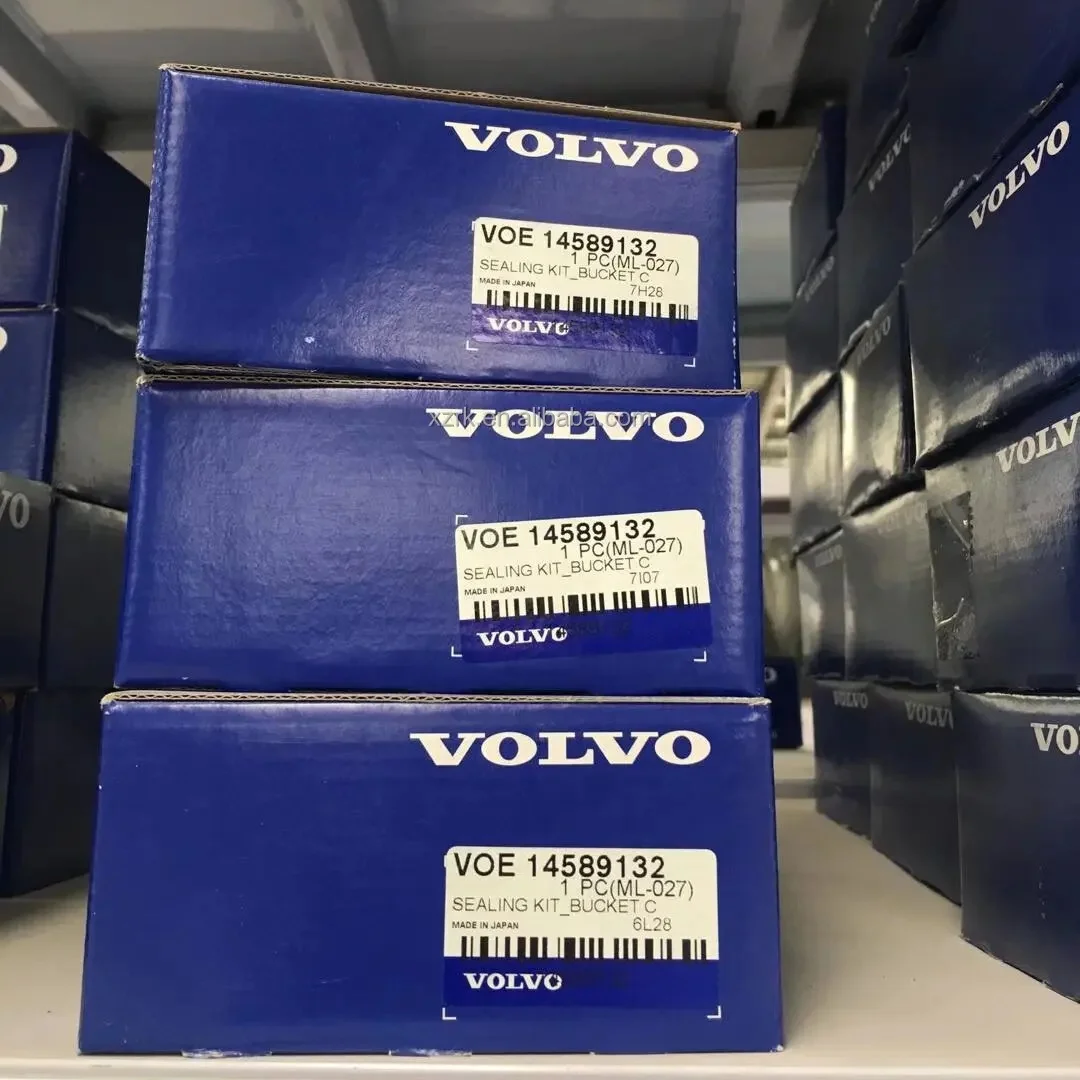 VOLVO
VOE 14589132
1 PC(ML-027)
SEALING KIT_BUCKET C
MADE IN JAPAN 7H28
VOLVO
VOLVO
xzrk.en.alibaba.com
VOE 14589132
1 PC(ML-027)
SEALING KIT_BUCKET C
MADE IN JAPAN 7I07
VOLVO
VOLVO
VOE 14589132
1 PC(ML-027)
SEALING KIT_BUCKET C
MADE IN JAPAN 6L28
VOLVO
VOLVO
VOLVO
VOLVO
VOLVO
VOLVO